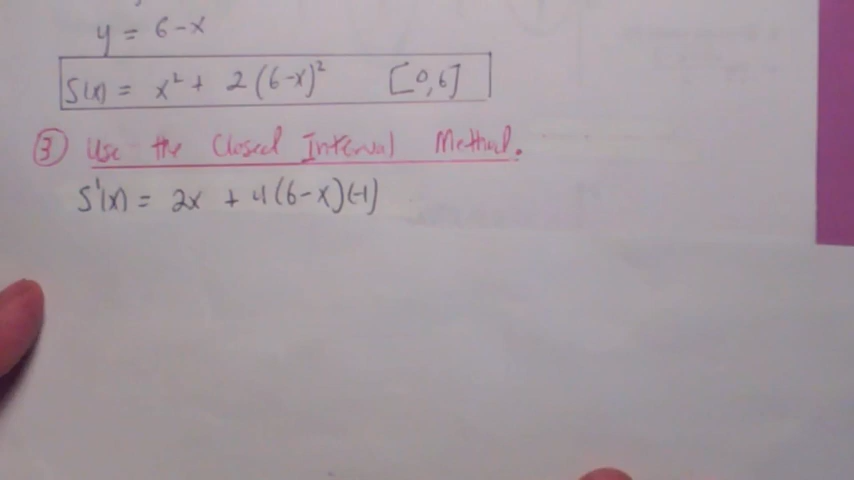 y = 6-x
S(x) = x² + 2(6-x)² [0,6]
③ Use the Closed Interval Method.
S'(x) = 2x + 4(6-x)(-1)